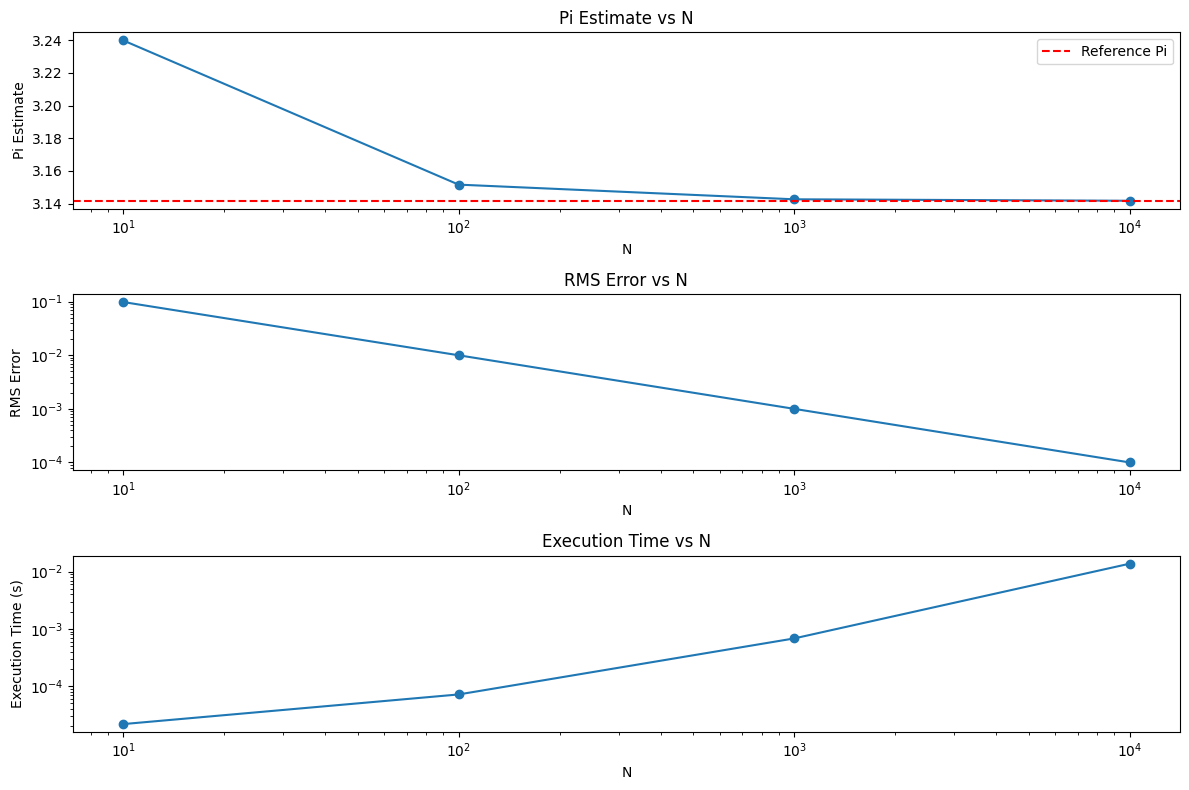 Pi Estimate vs N
3.24
3.22
3.20
3.18
3.16
3.14
Pi Estimate
Reference Pi
10¹ 10² 10³ 10⁴
N
RMS Error vs N
10⁻¹
10⁻²
10⁻³
10⁻⁴
RMS Error
10¹ 10² 10³ 10⁴
N
Execution Time vs N
10⁻²
10⁻³
10⁻⁴
Execution Time (s)
10¹ 10² 10³ 10⁴
N